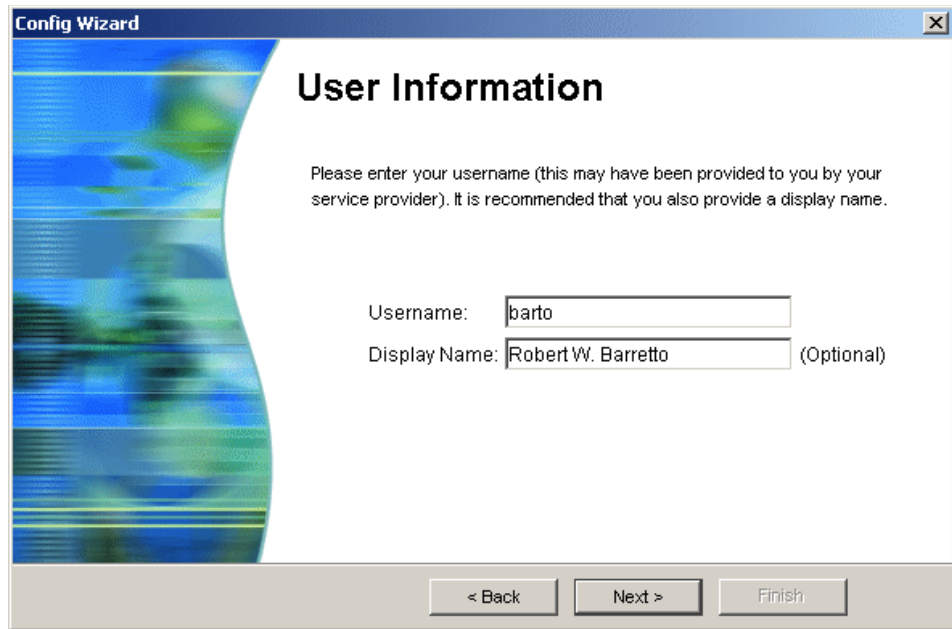 Config Wizard
User Information
Please enter your username (this may have been provided to you by your
service provider). It is recommended that you also provide a display name.
Username: barto
Display Name: Robert W. Barretto (Optional)
< Back Next > Finish